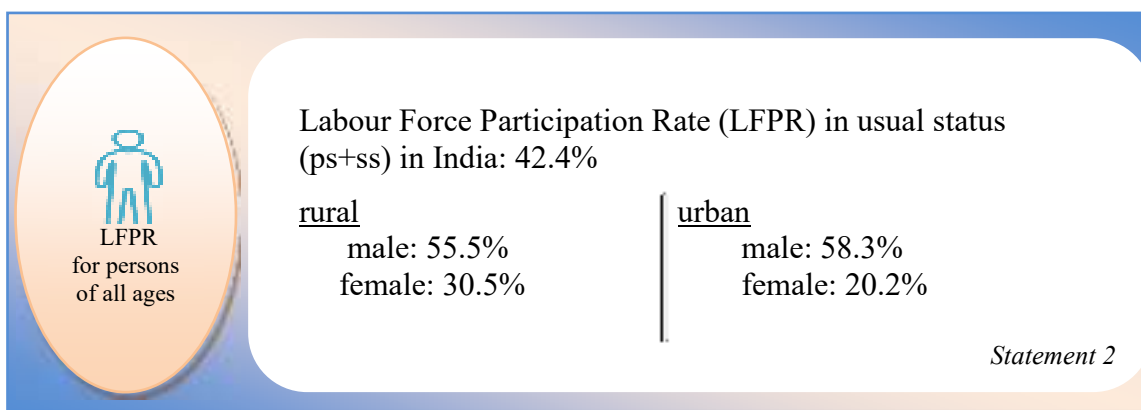 LFPR
for persons
of all ages
Labour Force Participation Rate (LFPR) in usual status
(ps+ss) in India: 42.4%
rural
male: 55.5%
female: 30.5%
urban
male: 58.3%
female: 20.2%
Statement 2